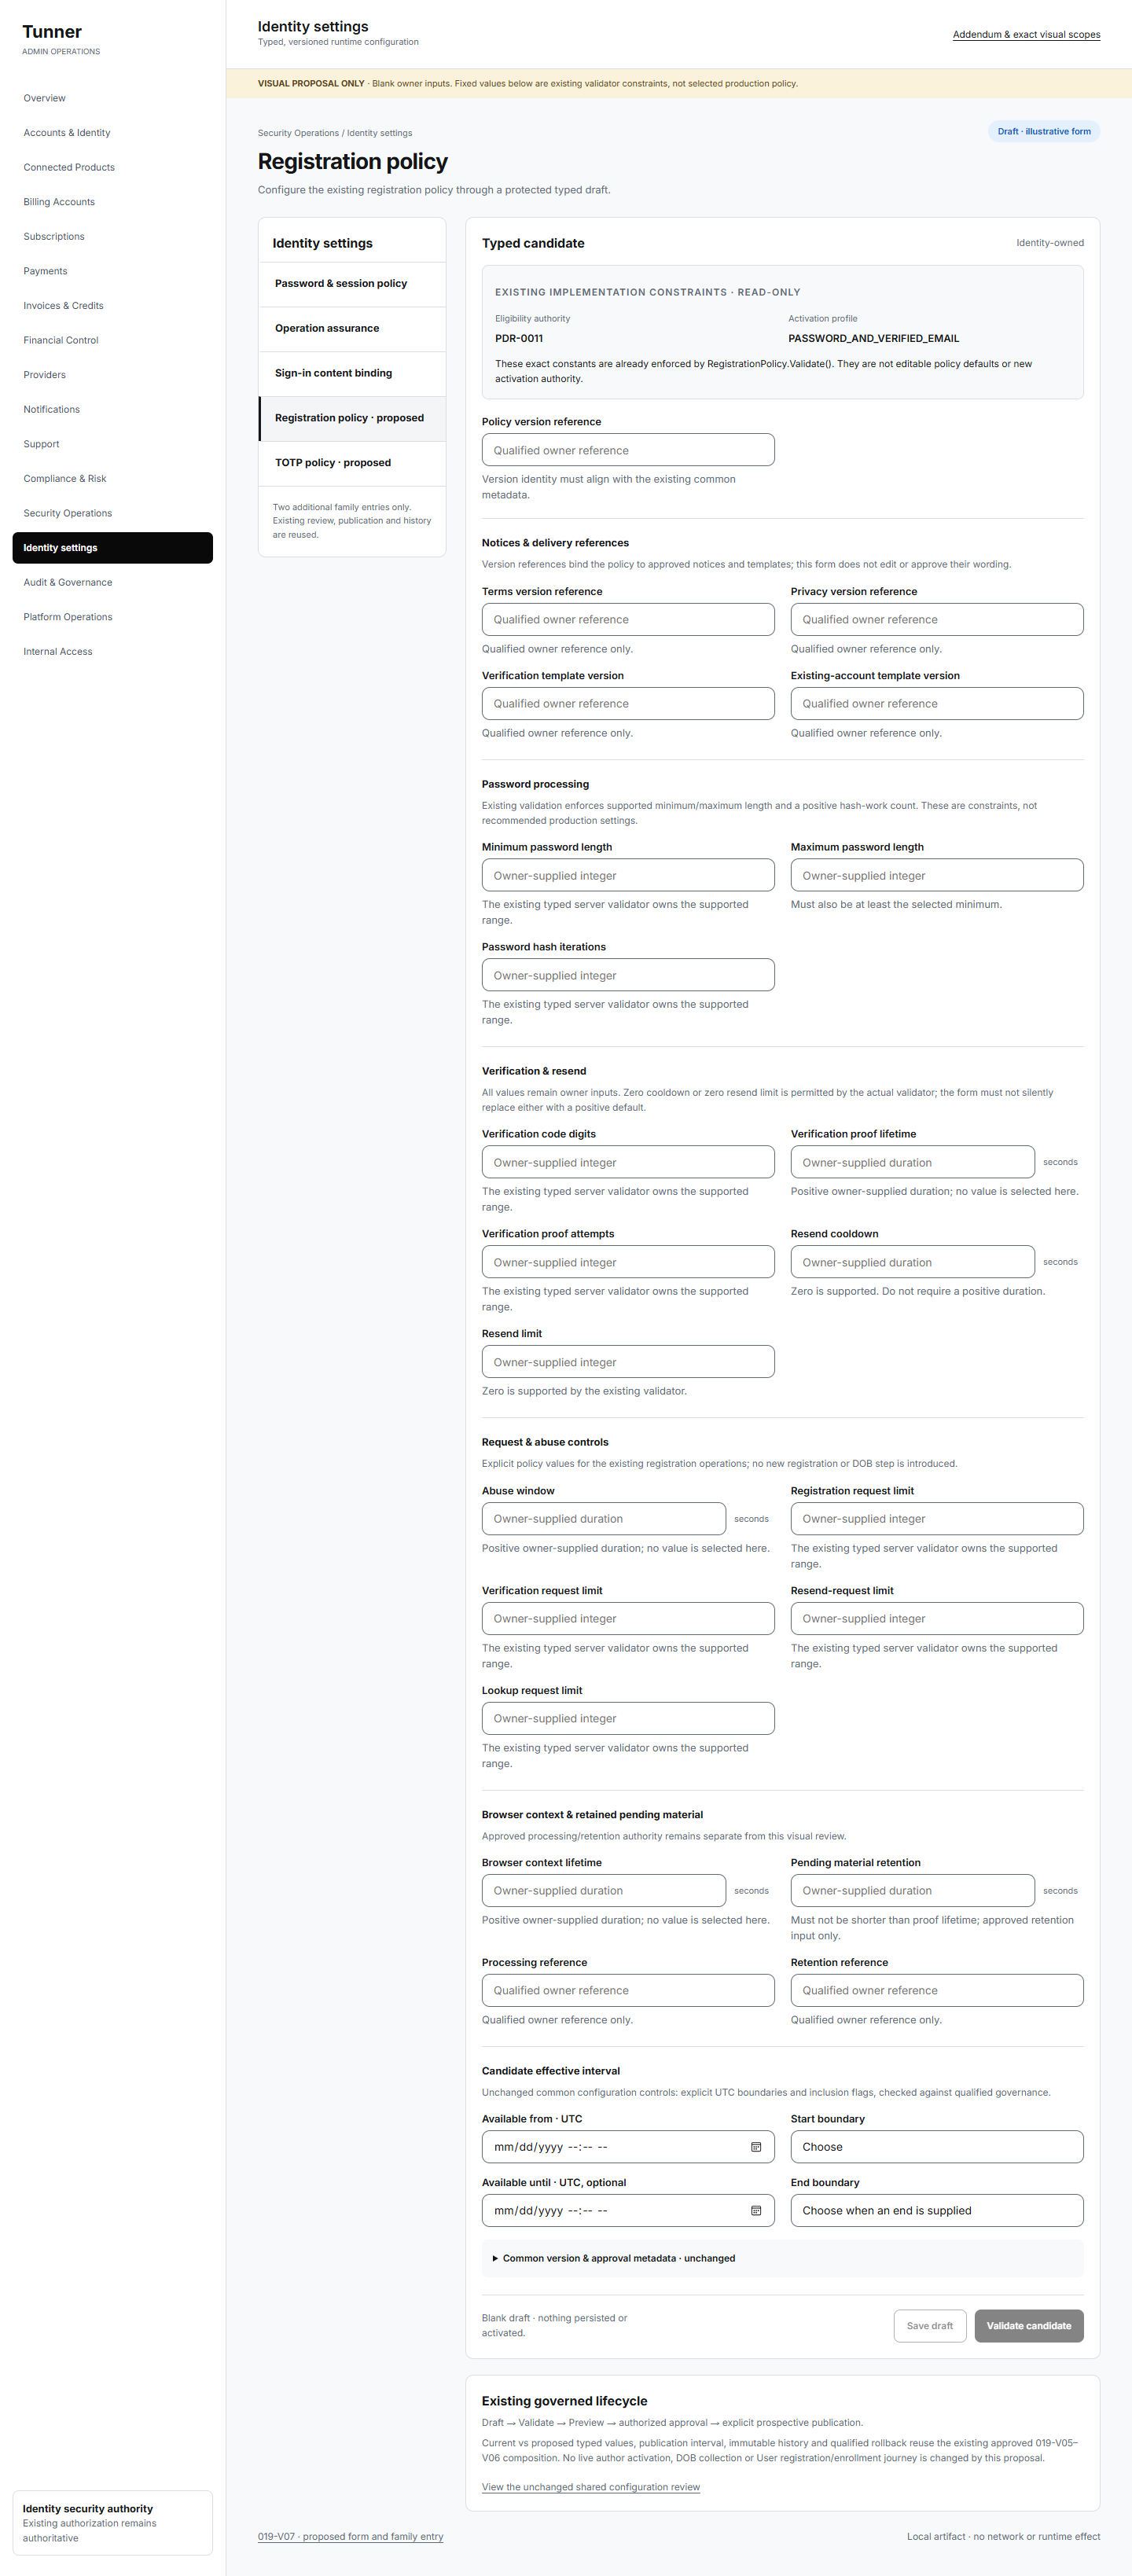 Tunner
ADMIN OPERATIONS
Overview
Accounts & Identity
Connected Products
Billing Accounts
Subscriptions
Payments
Invoices & Credits
Financial Control
Providers
Notifications
Support
Compliance & Risk
Security Operations
Identity settings
Audit & Governance
Platform Operations
Internal Access
Identity security authority
Existing authorization remains
authoritative
Identity settings
Typed, versioned runtime configuration
Addendum & exact visual scopes
VISUAL PROPOSAL ONLY · Blank owner inputs. Fixed values below are existing validator constraints, not selected production policy.
Security Operations / Identity settings
Draft · illustrative form
Registration policy
Configure the existing registration policy through a protected typed draft.
Identity settings
Password & session policy
Operation assurance
Sign-in content binding
Registration policy · proposed
TOTP policy · proposed
Two additional family entries only.
Existing review, publication and history
are reused.
Typed candidate
Identity-owned
EXISTING IMPLEMENTATION CONSTRAINTS · READ-ONLY
Eligibility authority
Activation profile
PDR-0011
PASSWORD_AND_VERIFIED_EMAIL
These exact constants are already enforced by RegistrationPolicy.Validate(). They are not editable policy defaults or new
activation authority.
Policy version reference
Qualified owner reference
Version identity must align with the existing common
metadata.
Notices & delivery references
Version references bind the policy to approved notices and templates; this form does not edit or approve their wording.
Terms version reference
Privacy version reference
Qualified owner reference
Qualified owner reference
Qualified owner reference only.
Qualified owner reference only.
Verification template version
Existing-account template version
Qualified owner reference
Qualified owner reference
Qualified owner reference only.
Qualified owner reference only.
Password processing
Existing validation enforces supported minimum/maximum length and a positive hash-work count. These are constraints, not
recommended production settings.
Minimum password length
Maximum password length
Owner-supplied integer
Owner-supplied integer
The existing typed server validator owns the supported
range.
Must also be at least the selected minimum.
Password hash iterations
Owner-supplied integer
The existing typed server validator owns the supported
range.
Verification & resend
All values remain owner inputs. Zero cooldown or zero resend limit is permitted by the actual validator; the form must not silently
replace either with a positive default.
Verification code digits
Verification proof lifetime
Owner-supplied integer
Owner-supplied duration
seconds
The existing typed server validator owns the supported
range.
Positive owner-supplied duration; no value is selected here.
Verification proof attempts
Resend cooldown
Owner-supplied integer
Owner-supplied duration
seconds
The existing typed server validator owns the supported
range.
Zero is supported. Do not require a positive duration.
Resend limit
Owner-supplied integer
Zero is supported by the existing validator.
Request & abuse controls
Explicit policy values for the existing registration operations; no new registration or DOB step is introduced.
Abuse window
Registration request limit
Owner-supplied duration
seconds
Owner-supplied integer
Positive owner-supplied duration; no value is selected here.
The existing typed server validator owns the supported
range.
Verification request limit
Resend-request limit
Owner-supplied integer
Owner-supplied integer
The existing typed server validator owns the supported
range.
The existing typed server validator owns the supported
range.
Lookup request limit
Owner-supplied integer
The existing typed server validator owns the supported
range.
Browser context & retained pending material
Approved processing/retention authority remains separate from this visual review.
Browser context lifetime
Pending material retention
Owner-supplied duration
seconds
Owner-supplied duration
seconds
Positive owner-supplied duration; no value is selected here.
Must not be shorter than proof lifetime; approved retention
input only.
Processing reference
Retention reference
Qualified owner reference
Qualified owner reference
Qualified owner reference only.
Qualified owner reference only.
Candidate effective interval
Unchanged common configuration controls: explicit UTC boundaries and inclusion flags, checked against qualified governance.
Available from · UTC
Start boundary
mm/dd/yyyy --:-- --
Choose
Available until · UTC, optional
End boundary
mm/dd/yyyy --:-- --
Choose when an end is supplied
Common version & approval metadata · unchanged
Blank draft · nothing persisted or
activated.
Save draft
Validate candidate
Existing governed lifecycle
Draft → Validate → Preview → authorized approval → explicit prospective publication.
Current vs proposed typed values, publication interval, immutable history and qualified rollback reuse the existing approved 019-V05–
V06 composition. No live author activation, DOB collection or User registration/enrollment journey is changed by this proposal.
View the unchanged shared configuration review
019-V07 · proposed form and family entry
Local artifact · no network or runtime effect